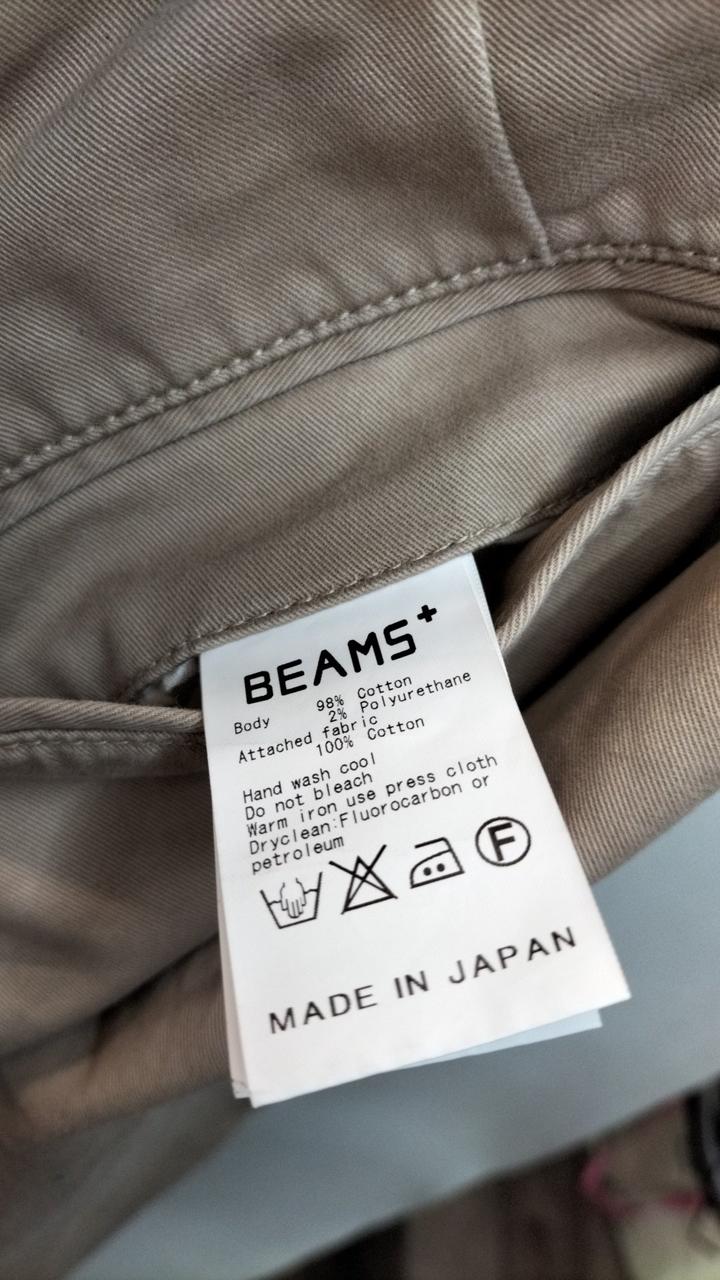 BEAMS+
Body 98% Cotton
2% Polyurethane
Attached fabric
100% Cotton
Hand wash cool
Do not bleach
Warm iron use press cloth
Dryclean:Fluorocarbon or
petroleum
F
MADE IN JAPAN